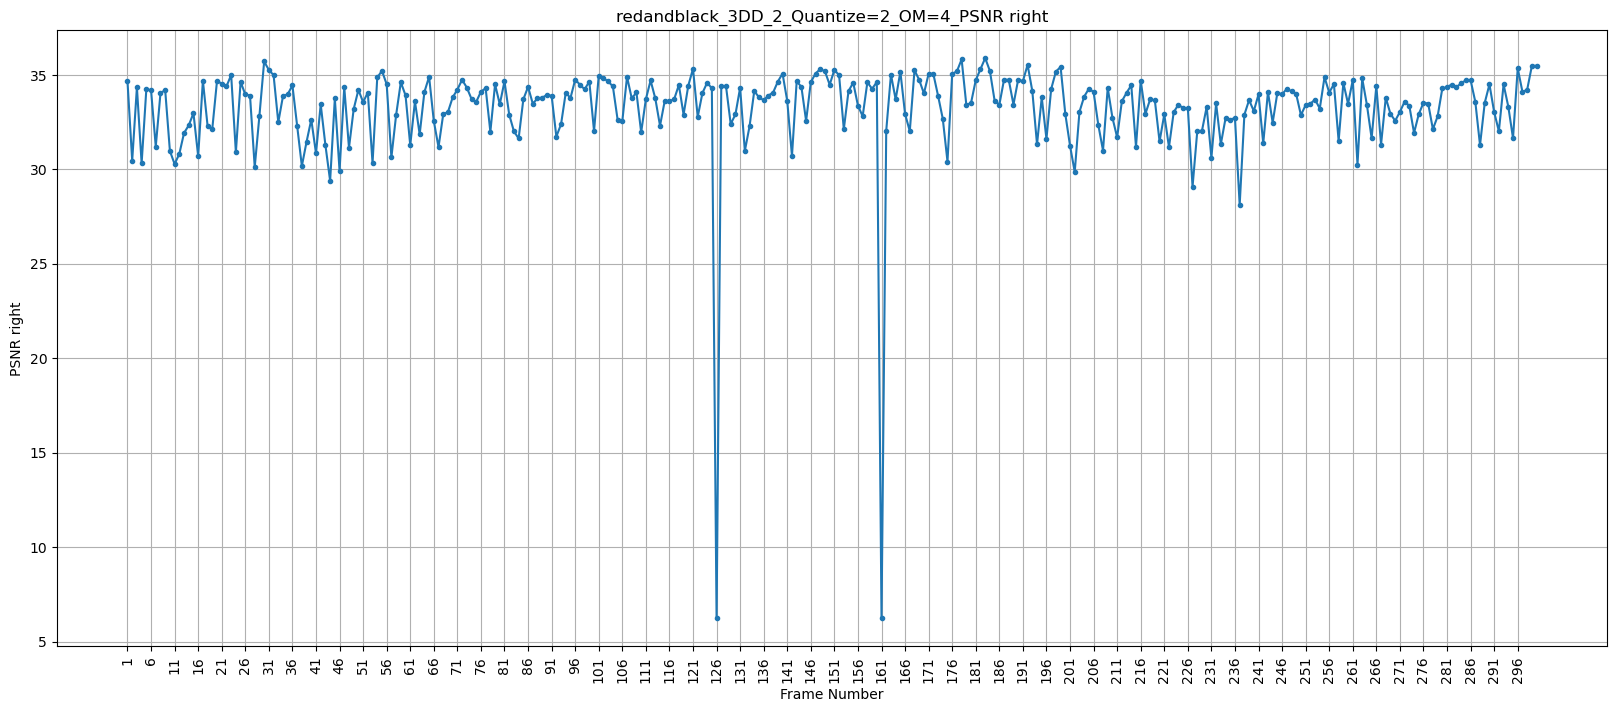 redandblack_3DD_2_Quantize=2_OM=4_PSNR right
PSNR right
35
30
25
20
15
10
5
1 6 11 16 21 26 31 36 41 46 51 56 61 66 71 76 81 86 91 96 101 106 111 116 121 126 131 136 141 146 151 156 161 166 171 176 181 186 191 196 201 206 211 216 221 226 231 236 241 246 251 256 261 266 271 276 281 286 291 296
Frame Number